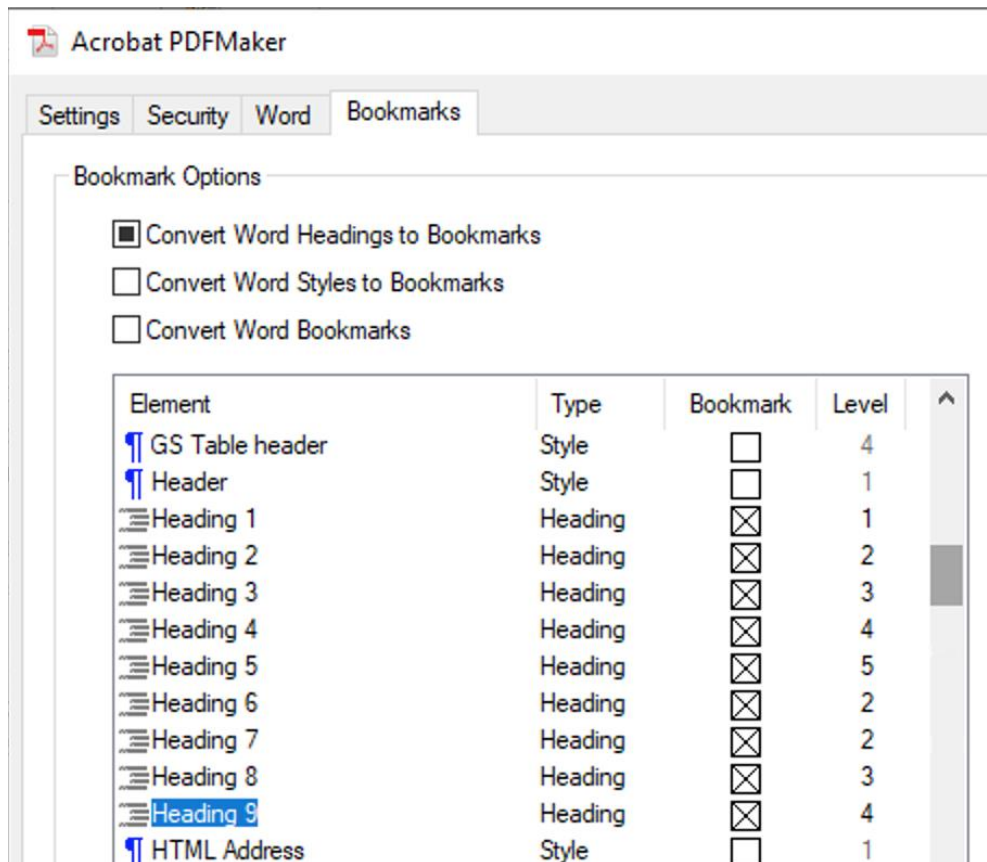 Acrobat PDFMaker
Settings Security Word Bookmarks
Bookmark Options
Convert Word Headings to Bookmarks
Convert Word Styles to Bookmarks
Convert Word Bookmarks
Element Type Bookmark Level
GS Table header Style 4
Header Style 1
Heading 1 Heading 1
Heading 2 Heading 2
Heading 3 Heading 3
Heading 4 Heading 4
Heading 5 Heading 5
Heading 6 Heading 2
Heading 7 Heading 2
Heading 8 Heading 3
Heading 9 Heading 4
HTML Address Style 1